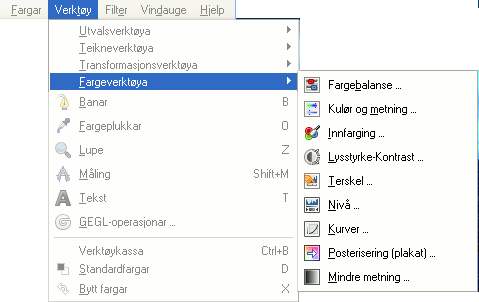 Fargar Verktøy Filter Vindauge Hjelp
Utvalsverktøya
Teikneverktøya
Transformasjonsverktøya
Fargeverktøya
Banar B
Fargeplukkar O
Lupe Z
Måling Shift+M
Tekst T
GEGL-operasjonar ...
Verktøykassa Ctrl+B
Standardfargar D
Bytt fargar X
Fargebalanse ...
Kulør og metning ...
Innfarging ...
Lysstyrke-Kontrast ...
Terskel ...
Nivå ...
Kurver ...
Posterisering (plakat) ...
Mindre metning ...